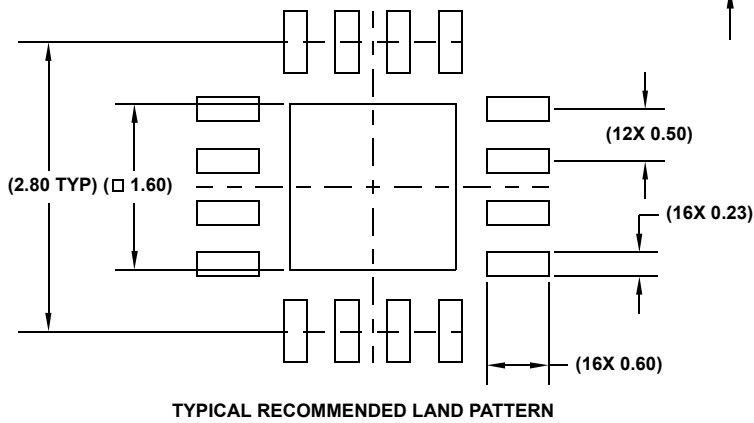 (12X 0.50)
(2.80 TYP) (□ 1.60)
(16X 0.23)
(16X 0.60)
TYPICAL RECOMMENDED LAND PATTERN